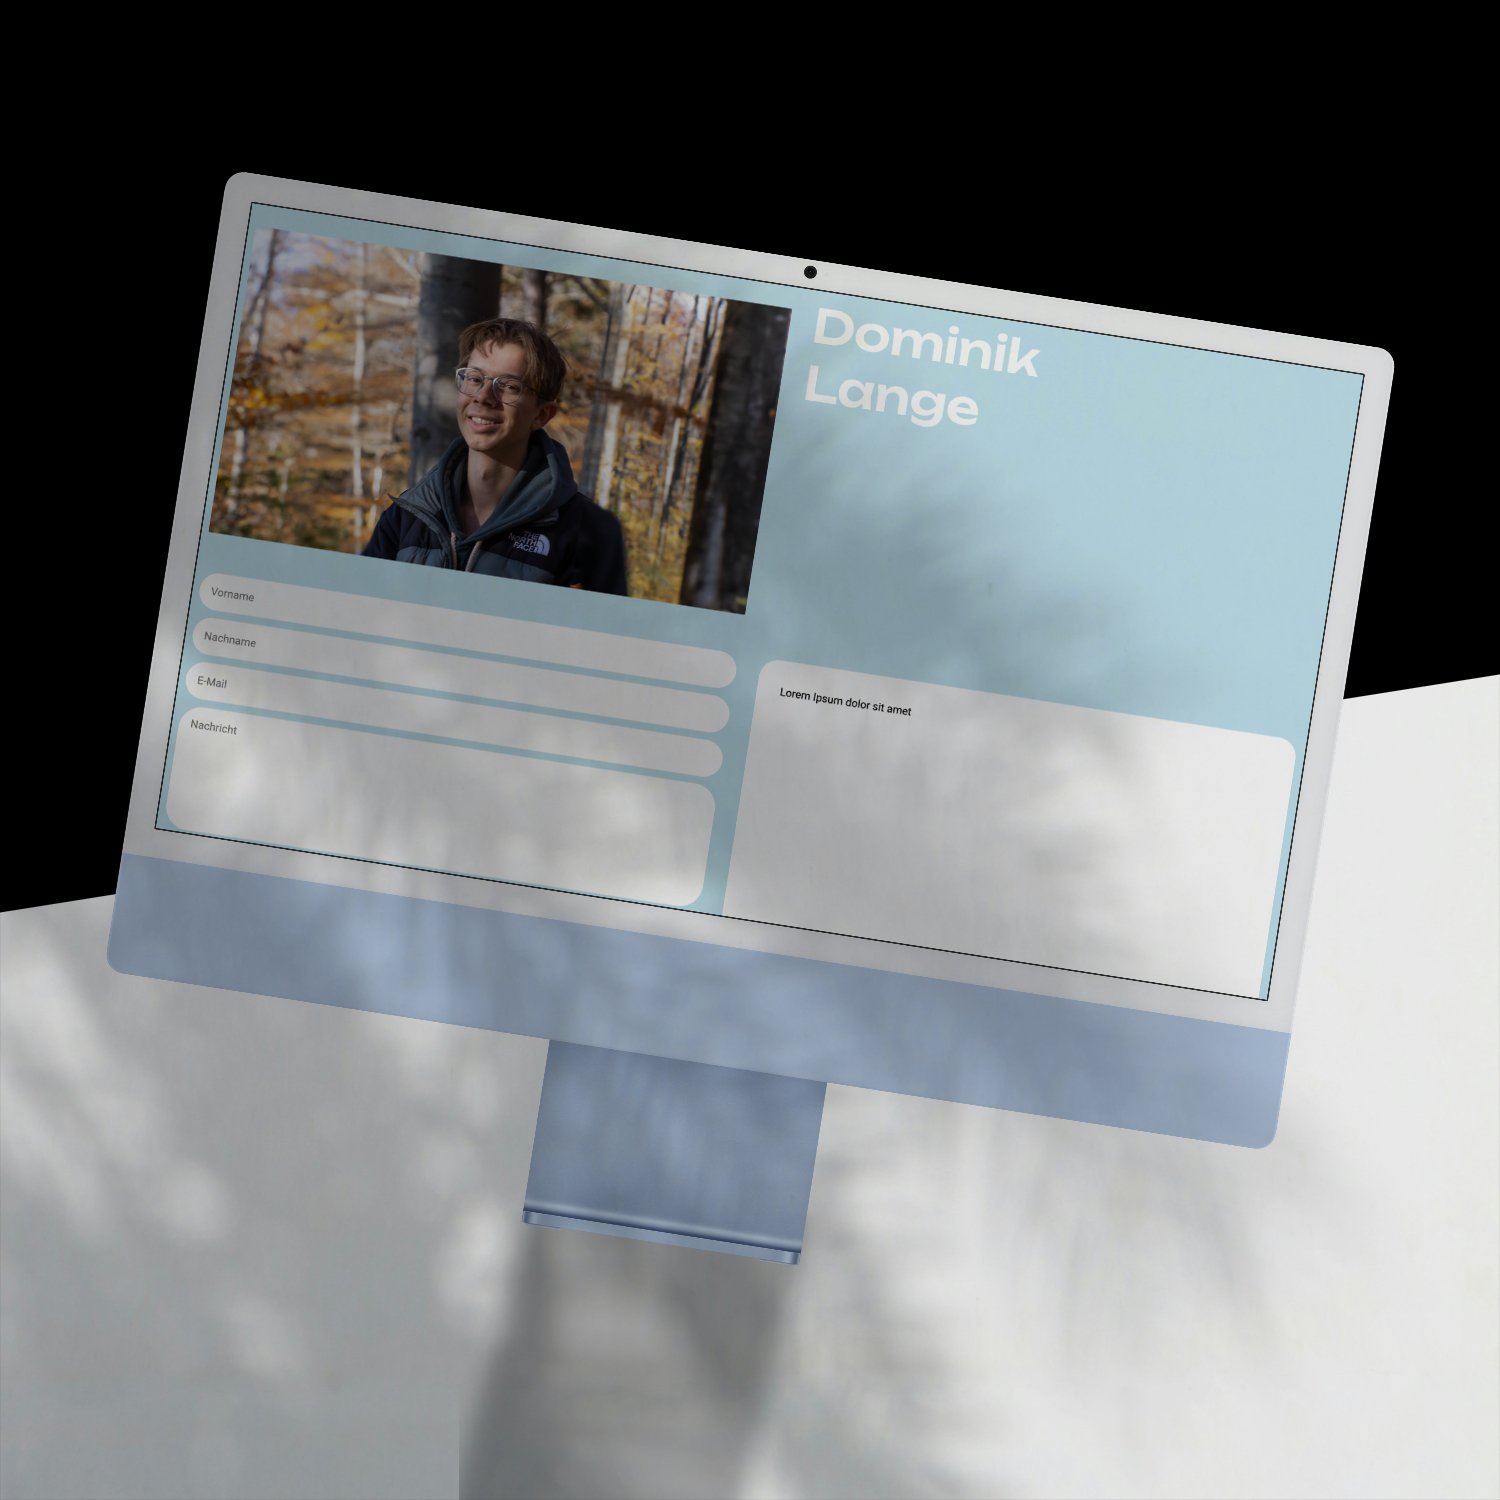 Dominik
Lange
THE
NORTH
FACE
Vorname
Nachname
E-Mail
Nachricht
Lorem Ipsum dolor sit amet